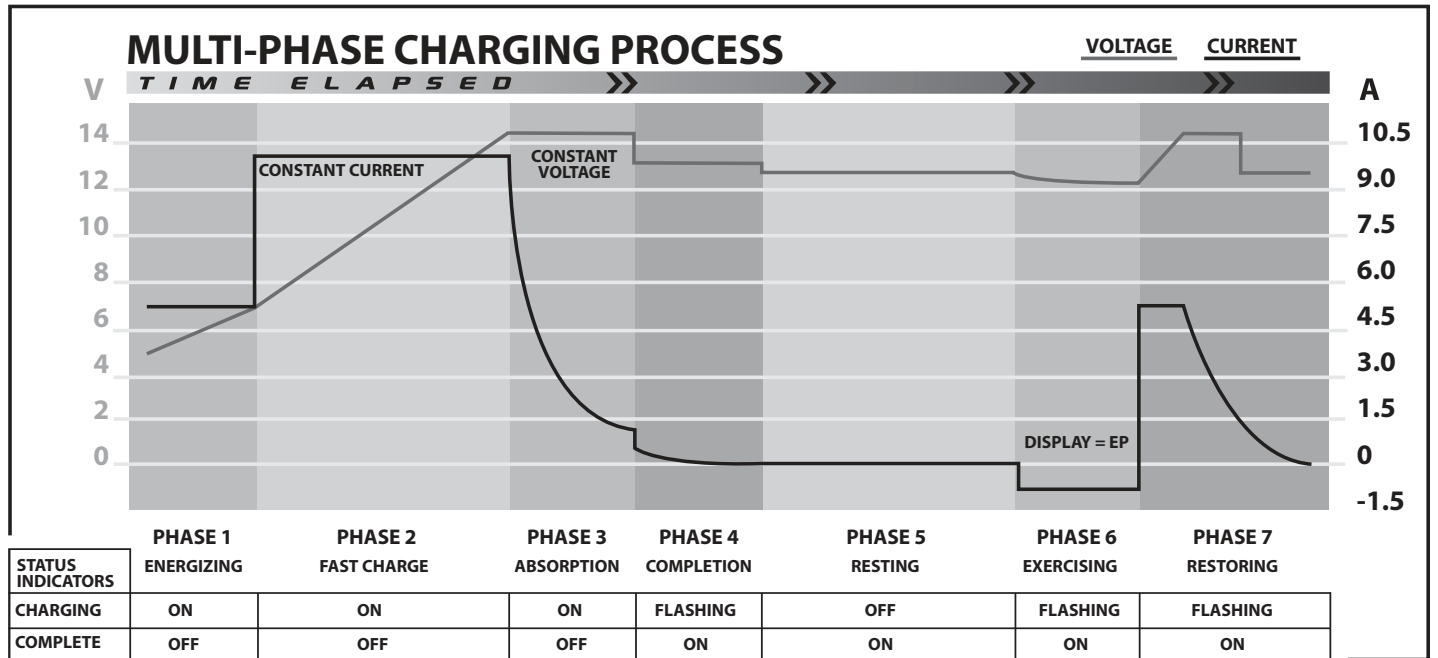 MULTI-PHASE CHARGING PROCESS
VOLTAGE CURRENT
V TIME ELAPSED A
14 10.5
12 9.0
10 7.5
8 6.0
6 4.5
4 3.0
2 1.5
0 0
-1.5
CONSTANT CURRENT
CONSTANT
VOLTAGE
DISPLAY = EP
PHASE 1 PHASE 2 PHASE 3 PHASE 4 PHASE 5 PHASE 6 PHASE 7
STATUS
INDICATORS
ENERGIZING FAST CHARGE ABSORPTION COMPLETION RESTING EXERCISING RESTORING
CHARGING ON ON ON FLASHING OFF FLASHING FLASHING
COMPLETE OFF OFF OFF ON ON ON ON